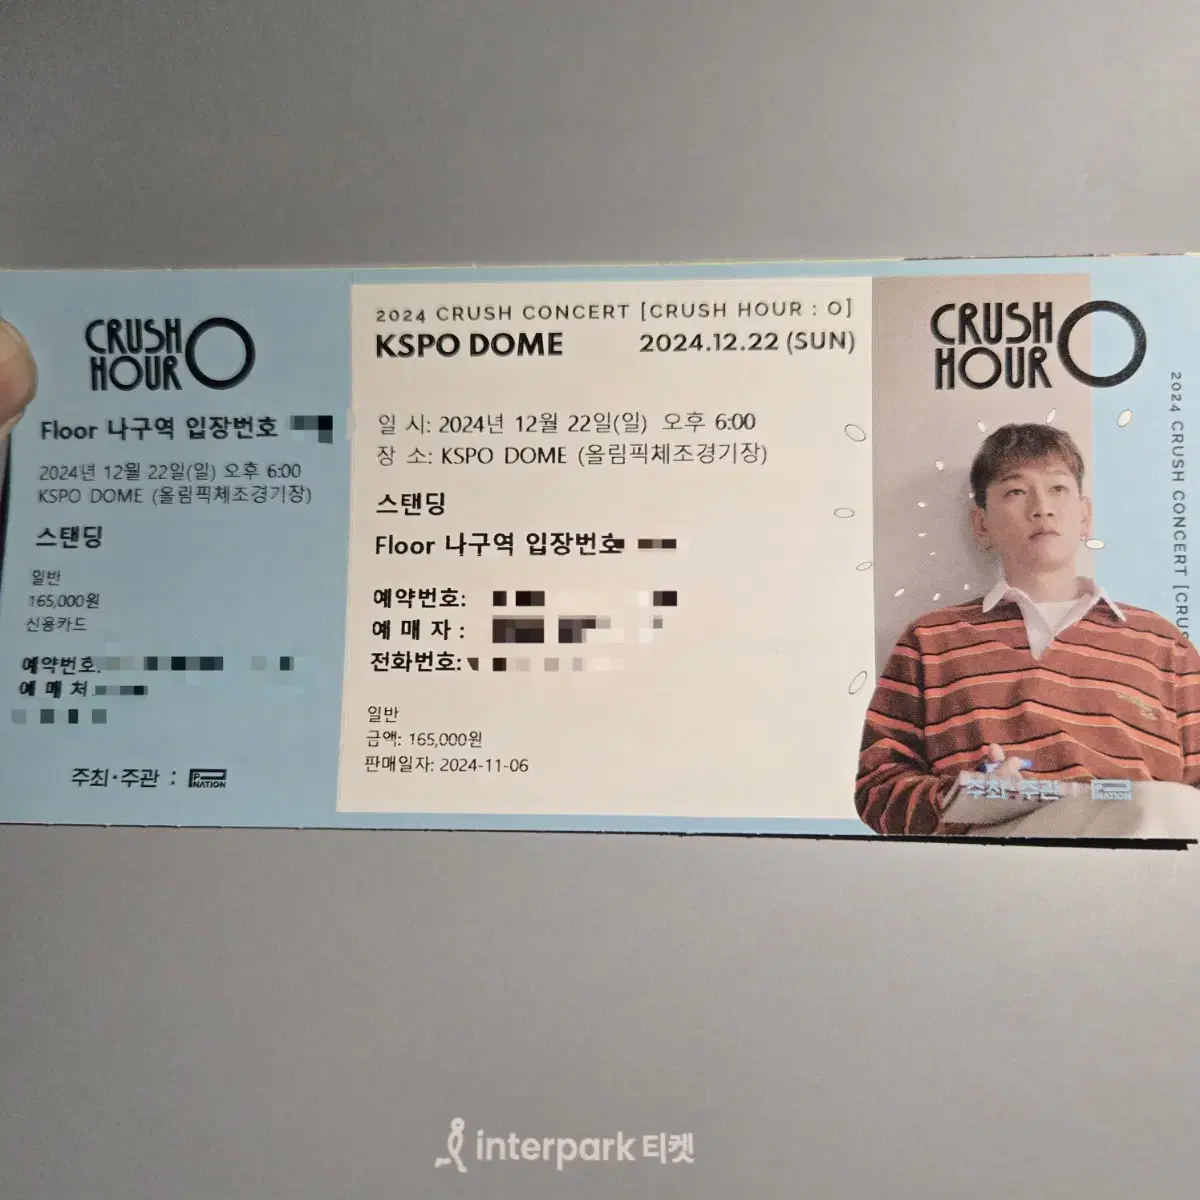 CRUSH
HOUR O
Floor 나구역 입장번호
2024년 12월 22일(일) 오후 6:00
KSPO DOME (올림픽체조경기장)
스탠딩
일반
165,000원
신용카드
예약번호:
예 매 처
주최·주관 : P NATION
2024 CRUSH CONCERT [CRUSH HOUR : O]
KSPO DOME 2024.12.22 (SUN)
일 시: 2024년 12월 22일(일) 오후 6:00
장 소: KSPO DOME (올림픽체조경기장)
스탠딩
Floor 나구역 입장번호
예약번호:
예 매 자 :
전화번호:
일반
금액: 165,000원
판매일자: 2024-11-06
CRUSH
HOUR O
2024 CRUSH CONCERT [CRUS
주최·주관 : P NATION
interpark 티켓